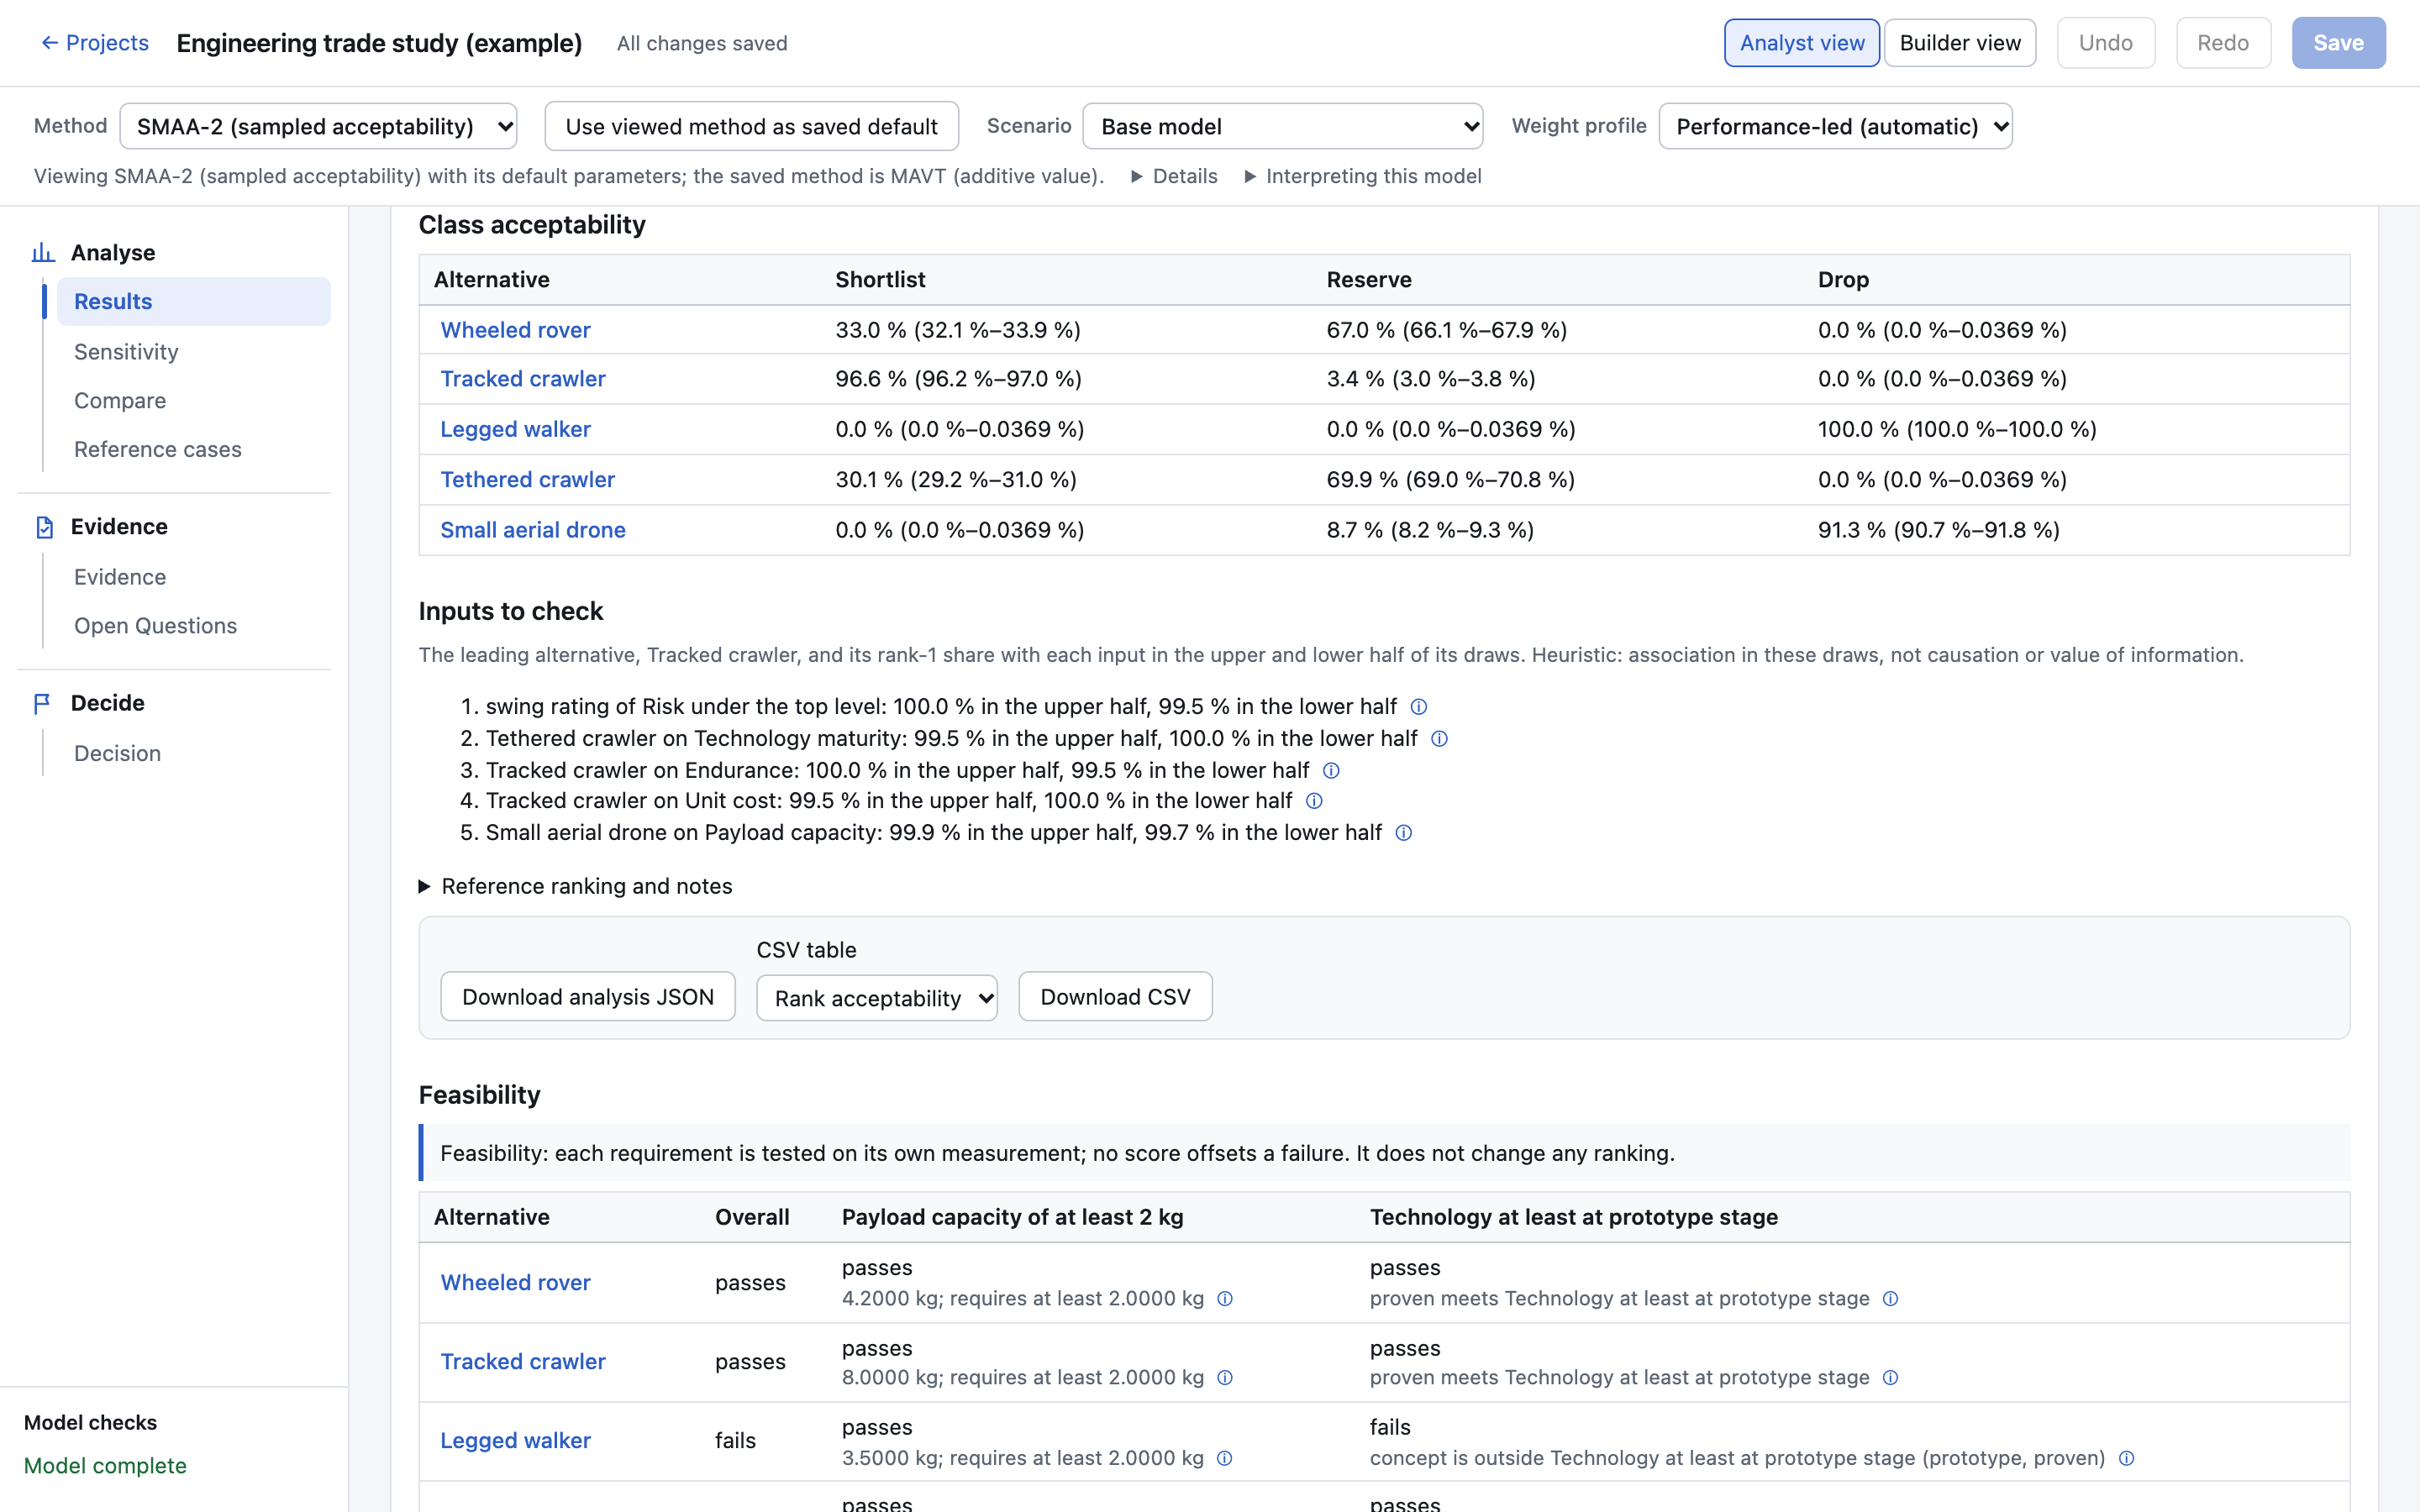 ← Projects Engineering trade study (example) All changes saved Analyst view Builder view Undo Redo Save
Method SMAA-2 (sampled acceptability) Use viewed method as saved default Scenario Base model Weight profile Performance-led (automatic)
Viewing SMAA-2 (sampled acceptability) with its default parameters; the saved method is MAVT (additive value). ▶ Details ▶ Interpreting this model
Analyse
Results
Sensitivity
Compare
Reference cases
Evidence
Evidence
Open Questions
Decide
Decision
Model checks
Model complete
Class acceptability
Alternative Shortlist Reserve Drop
Wheeled rover 33.0 % (32.1 %–33.9 %) 67.0 % (66.1 %–67.9 %) 0.0 % (0.0 %–0.0369 %)
Tracked crawler 96.6 % (96.2 %–97.0 %) 3.4 % (3.0 %–3.8 %) 0.0 % (0.0 %–0.0369 %)
Legged walker 0.0 % (0.0 %–0.0369 %) 0.0 % (0.0 %–0.0369 %) 100.0 % (100.0 %–100.0 %)
Tethered crawler 30.1 % (29.2 %–31.0 %) 69.9 % (69.0 %–70.8 %) 0.0 % (0.0 %–0.0369 %)
Small aerial drone 0.0 % (0.0 %–0.0369 %) 8.7 % (8.2 %–9.3 %) 91.3 % (90.7 %–91.8 %)
Inputs to check
The leading alternative, Tracked crawler, and its rank-1 share with each input in the upper and lower half of its draws. Heuristic: association in these draws, not causation or value of information.
1. swing rating of Risk under the top level: 100.0 % in the upper half, 99.5 % in the lower half
2. Tethered crawler on Technology maturity: 99.5 % in the upper half, 100.0 % in the lower half
3. Tracked crawler on Endurance: 100.0 % in the upper half, 99.5 % in the lower half
4. Tracked crawler on Unit cost: 99.5 % in the upper half, 100.0 % in the lower half
5. Small aerial drone on Payload capacity: 99.9 % in the upper half, 99.7 % in the lower half
▶ Reference ranking and notes
CSV table
Download analysis JSON Rank acceptability Download CSV
Feasibility
Feasibility: each requirement is tested on its own measurement; no score offsets a failure. It does not change any ranking.
Alternative Overall Payload capacity of at least 2 kg Technology at least at prototype stage
Wheeled rover passes passes passes
4.2000 kg; requires at least 2.0000 kg proven meets Technology at least at prototype stage
Tracked crawler passes passes passes
8.0000 kg; requires at least 2.0000 kg proven meets Technology at least at prototype stage
Legged walker fails passes fails
3.5000 kg; requires at least 2.0000 kg concept is outside Technology at least at prototype stage (prototype, proven)
passes passes